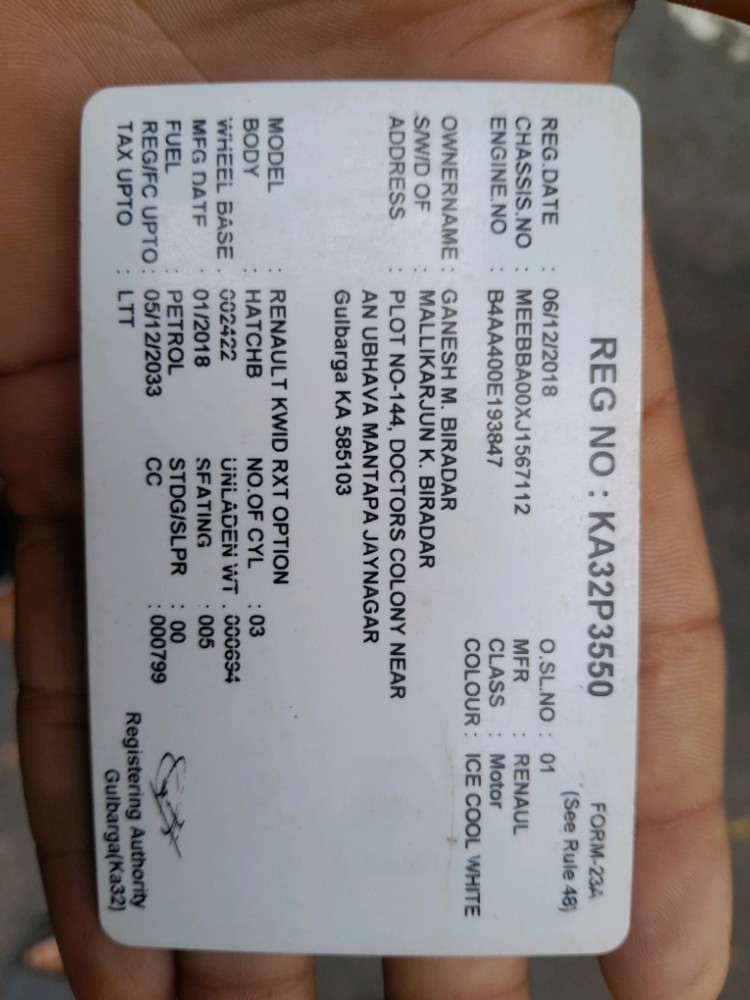 FORM-23A
REG NO : KA32P3550 (See Rule 48)
REG.DATE : 06/12/2018 O.SL.NO : 01
CHASSIS.NO : MEEBBA00XJ1567112 MFR : RENAUL
ENGINE.NO : B4AA400E193847 CLASS : Motor
COLOUR : ICE COOL WHITE
OWNERNAME : GANESH M. BIRADAR
S/W/D OF : MALLIKARJUN K. BIRADAR
ADDRESS : PLOT NO-144, DOCTORS COLONY NEAR
AN UBHAVA MANTAPA JAYNAGAR
Gulbarga KA 585103
MODEL : RENAULT KWID RXT OPTION
BODY : HATCHB NO.OF CYL : 03
WHEEL BASE : 002422 UNLADEN WT : 000694
MFG DATE : 01/2018 SEATING : 005
FUEL : PETROL STDG/SLPR : 00
REG/FC UPTO : 05/12/2033 CC : 000799
TAX UPTO : LTT
Registering Authority
Gulbarga(Ka32)